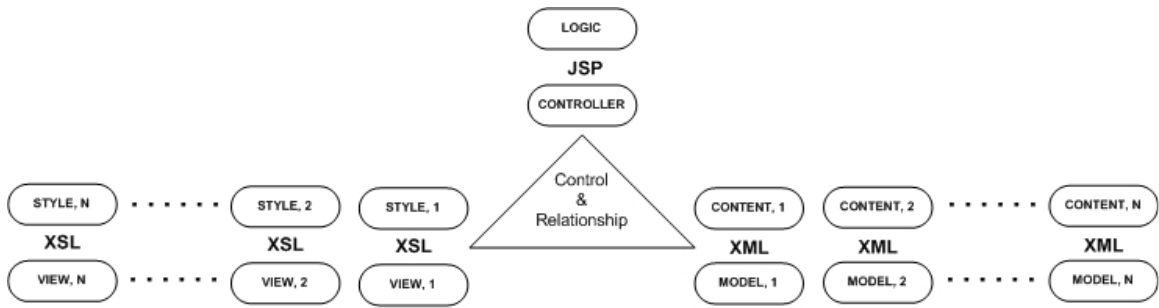 LOGIC
JSP
CONTROLLER
Control
&
Relationship
STYLE, N STYLE, 2 STYLE, 1 CONTENT, 1 CONTENT, 2 CONTENT, N
XSL XSL XSL XML XML XML
VIEW, N VIEW, 2 VIEW, 1 MODEL, 1 MODEL, 2 MODEL, N